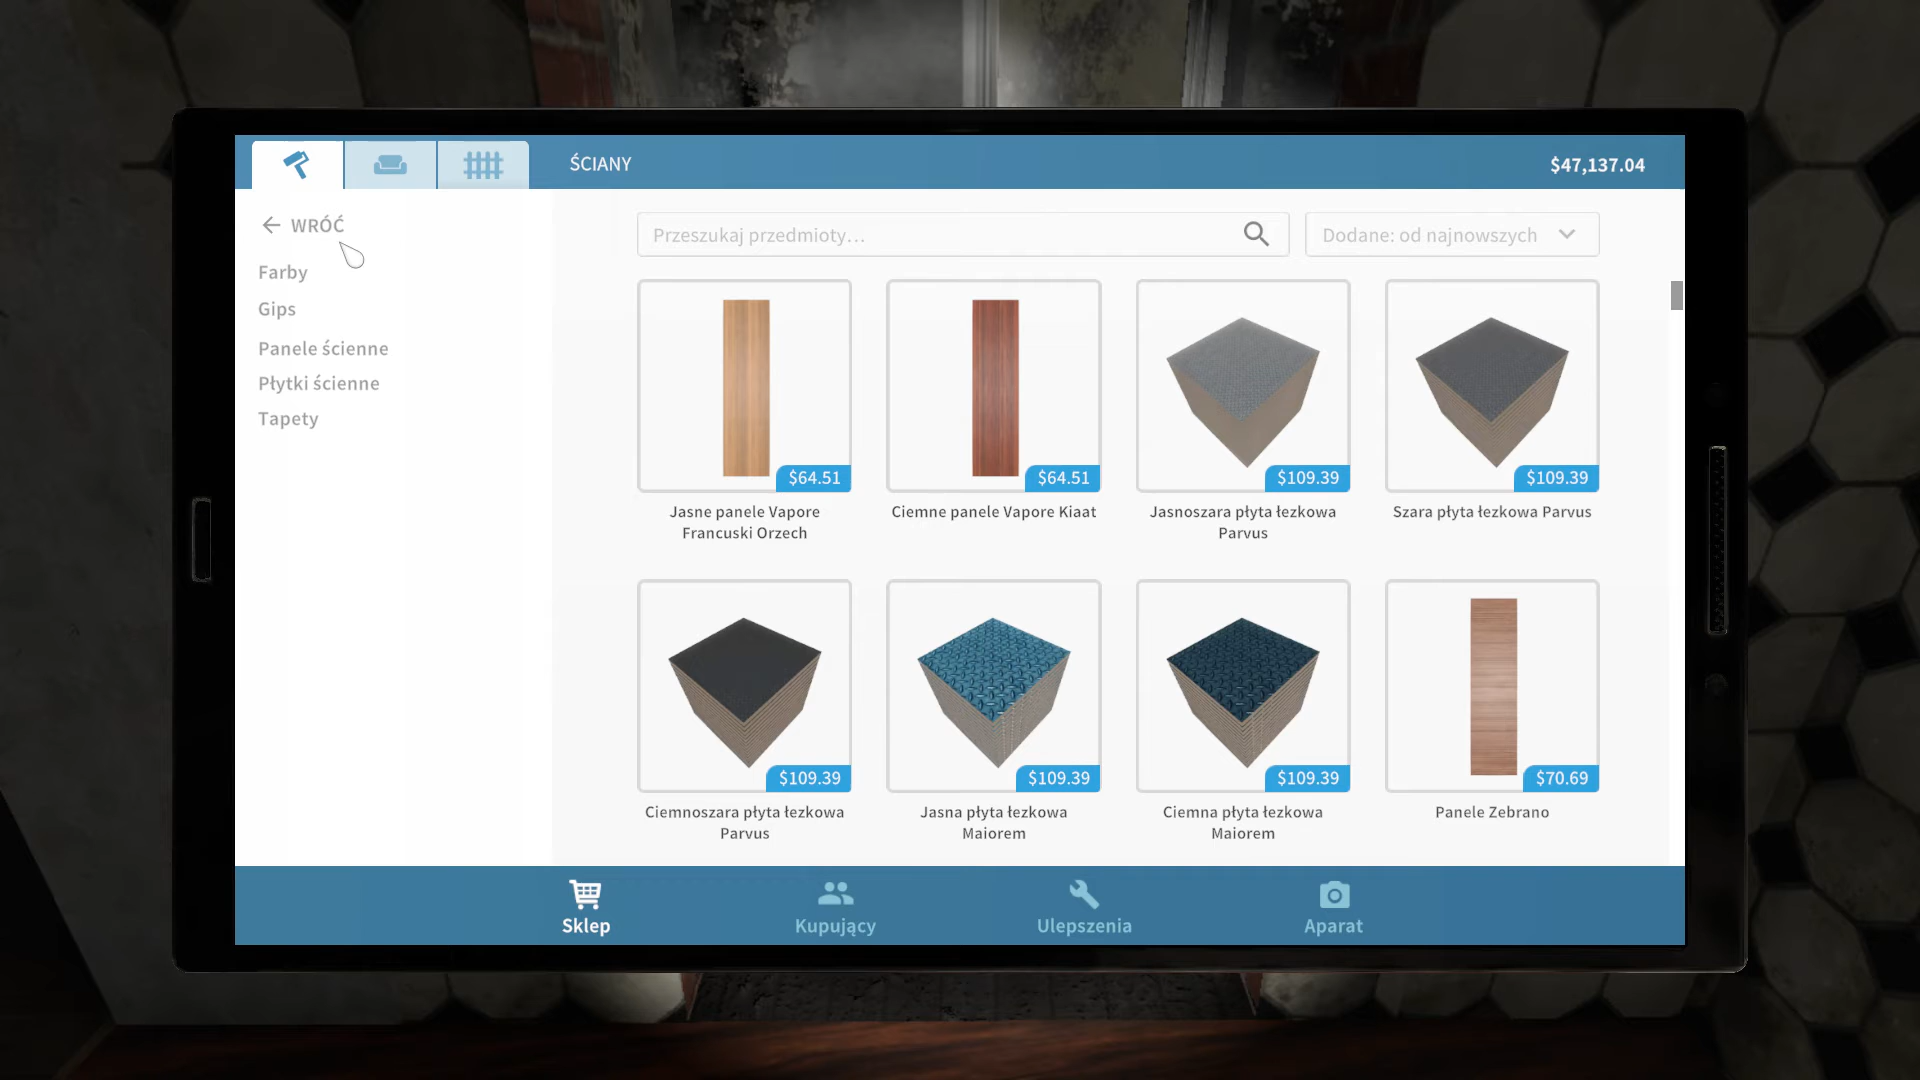 ŚCIANY
$47,137.04
WRÓĆ
Farby
Gips
Panele ścienne
Płytki ścienne
Tapety
Przeszukaj przedmioty...
Dodane: od najnowszych
$64.51
$64.51
$109.39
$109.39
Jasne panele Vapore
Francuski Orzech
Ciemne panele Vapore Kiaat
Jasnoszara płyta łezkowa
Parvus
Szara płyta łezkowa Parvus
$109.39
$109.39
$109.39
$70.69
Ciemnoszara płyta łezkowa
Parvus
Jasna płyta łezkowa
Maiorem
Ciemna płyta łezkowa
Maiorem
Panele Zebrano
Sklep
Kupujący
Ulepszenia
Aparat